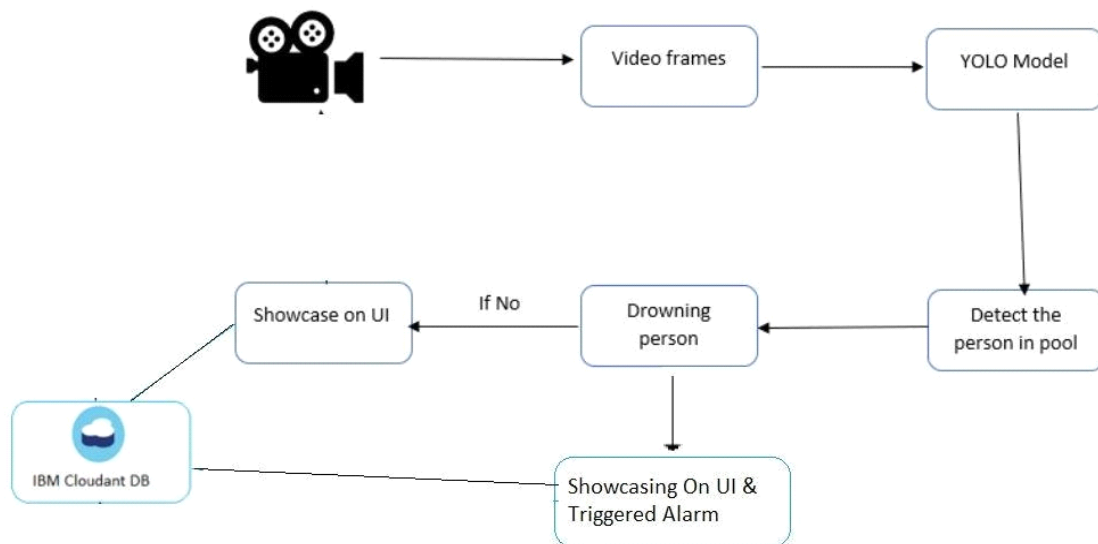 Video frames
YOLO Model
Showcase on UI
If No
Drowning
person
Detect the
person in pool
IBM Cloudant DB
Showcasing On UI &
Triggered Alarm